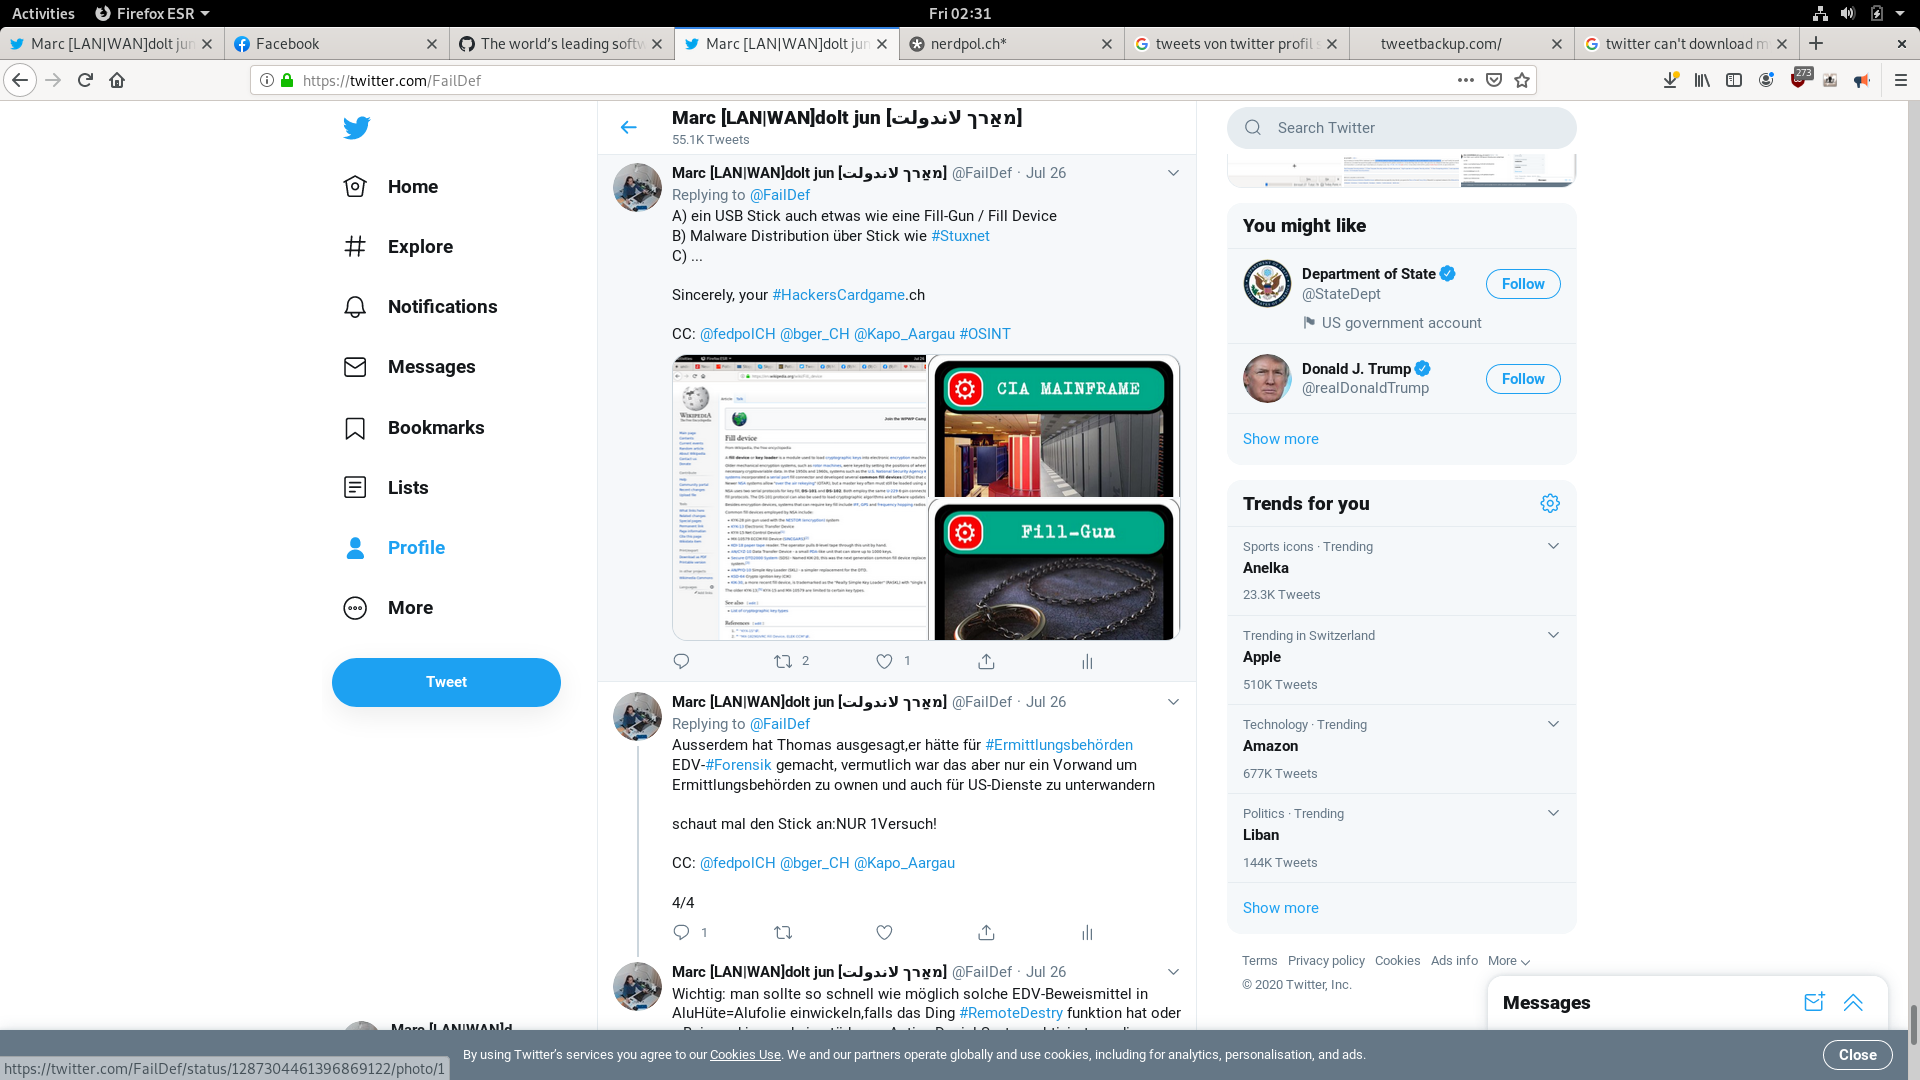 Activities
Firefox ESR
Fri 02:31
Marc [LAN|WAN]dolt jun
Facebook
The world's leading softw
Marc [LAN|WAN]dolt jun
nerdpol.ch*
tweets von twitter profil s
tweetbackup.com/
twitter can't download m
https://twitter.com/FailDef
273
Home
Explore
Notifications
Messages
Bookmarks
Lists
Profile
More
Tweet
Marc [LAN|WAN]d
Marc [LAN|WAN]dolt jun [מאַרך לאנדולט]
55.1K Tweets
Marc [LAN|WAN]dolt jun [מאַרך לאנדולט] @FailDef · Jul 26
Replying to @FailDef
A) ein USB Stick auch etwas wie eine Fill-Gun / Fill Device
B) Malware Distribution über Stick wie #Stuxnet
C) ...
Sincerely, your #HackersCardgame.ch
CC: @fedpolCH @bger_CH @Kapo_Aargau #OSINT
WIKIPEDIA
Fill device
See also
References
CIA MAINFRAME
Fill-Gun
2
1
Marc [LAN|WAN]dolt jun [מאַרך לאנדולט] @FailDef · Jul 26
Replying to @FailDef
Ausserdem hat Thomas ausgesagt,er hätte für #Ermittlungsbehörden
EDV-#Forensik gemacht, vermutlich war das aber nur ein Vorwand um
Ermittlungsbehörden zu ownen und auch für US-Dienste zu unterwandern
schaut mal den Stick an:NUR 1Versuch!
CC: @fedpolCH @bger_CH @Kapo_Aargau
4/4
1
Marc [LAN|WAN]dolt jun [מאַרך לאנדולט] @FailDef · Jul 26
Wichtig: man sollte so schnell wie möglich solche EDV-Beweismittel in
AluHüte=Alufolie einwickeln,falls das Ding #RemoteDestry funktion hat oder
Search Twitter
You might like
Department of State
@StateDept
US government account
Follow
Donald J. Trump
@realDonaldTrump
Follow
Show more
Trends for you
Sports icons · Trending
Anelka
23.3K Tweets
Trending in Switzerland
Apple
510K Tweets
Technology · Trending
Amazon
677K Tweets
Politics · Trending
Liban
144K Tweets
Show more
Terms Privacy policy Cookies Ads info More
© 2020 Twitter, Inc.
Messages
By using Twitter's services you agree to our Cookies Use. We and our partners operate globally and use cookies, including for analytics, personalisation, and ads.
Close
https://twitter.com/FailDef/status/1287304461396869122/photo/1